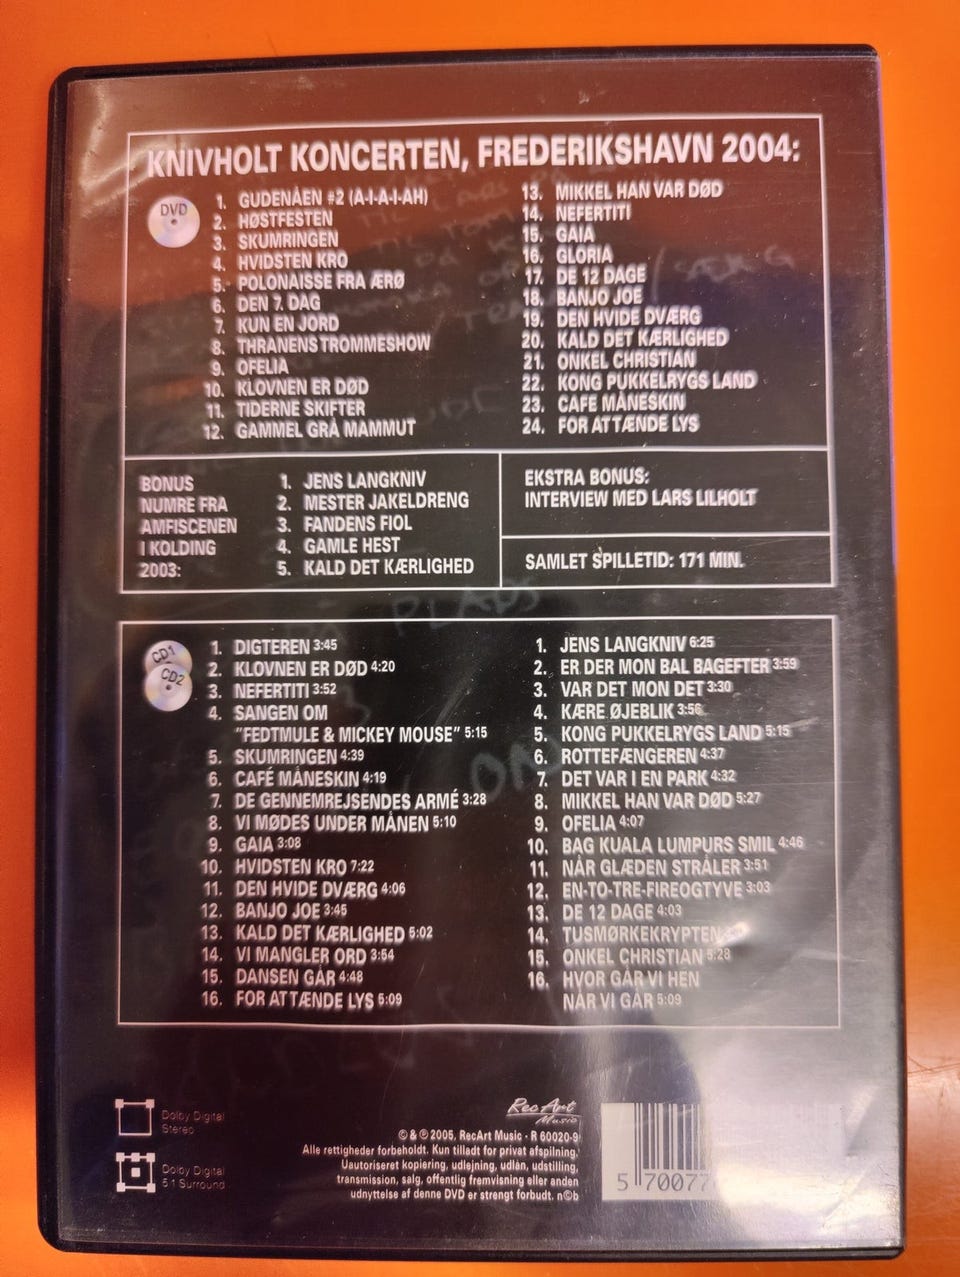 KNIVHOLT KONCERTEN, FREDERIKSHAVN 2004:
DVD
1. GUDENÅEN #2 (A-I-A-I-AH)
2. HØSTFESTEN
3. SKUMRINGEN
4. HVIDSTEN KRO
5. POLONAISSE FRA ÆRØ
6. DEN 7. DAG
7. KUN EN JORD
8. THRANENS TROMMESHOW
9. OFELIA
10. KLOVNEN ER DØD
11. TIDERNE SKIFTER
12. GAMMEL GRÅ MAMMUT
13. MIKKEL HAN VAR DØD
14. NEFERTITI
15. GAIA
16. GLORIA
17. DE 12 DAGE
18. BANJO JOE
19. DEN HVIDE DVÆRG
20. KALD DET KÆRLIGHED
21. ONKEL CHRISTIAN
22. KONG PUKKELRYGS LAND
23. CAFE MÅNESKIN
24. FOR AT TÆNDE LYS
BONUS
NUMRE FRA
AMFISCENEN
I KOLDING
2003:
1. JENS LANGKNIV
2. MESTER JAKELDRENG
3. FANDENS FIOL
4. GAMLE HEST
5. KALD DET KÆRLIGHED
EKSTRA BONUS:
INTERVIEW MED LARS LILHOLT
SAMLET SPILLETID: 171 MIN.
CD1
CD2
1. DIGTEREN 3:45
2. KLOVNEN ER DØD 4:20
3. NEFERTITI 3:52
4. SANGEN OM
"FEDTMULE & MICKEY MOUSE" 5:15
5. SKUMRINGEN 4:39
6. CAFÉ MÅNESKIN 4:19
7. DE GENNEMREJSENDES ARMÉ 3:28
8. VI MØDES UNDER MÅNEN 5:10
9. GAIA 3:08
10. HVIDSTEN KRO 7:22
11. DEN HVIDE DVÆRG 4:06
12. BANJO JOE 3:45
13. KALD DET KÆRLIGHED 5:02
14. VI MANGLER ORD 3:54
15. DANSEN GÅR 4:48
16. FOR AT TÆNDE LYS 5:09
1. JENS LANGKNIV 6:25
2. ER DER MON BAL BAGEFTER 3:59
3. VAR DET MON DET 3:30
4. KÆRE ØJEBLIK 3:56
5. KONG PUKKELRYGS LAND 5:15
6. ROTTEFÆNGEREN 4:37
7. DET VAR I EN PARK 4:32
8. MIKKEL HAN VAR DØD 5:27
9. OFELIA 4:07
10. BAG KUALA LUMPURS SMIL 4:46
11. NÅR GLÆDEN STRÅLER 3:51
12. EN-TO-TRE-FIREOGTYVE 3:03
13. DE 12 DAGE 4:03
14. TUSMØRKEKRYPTEN
15. ONKEL CHRISTIAN 5:28
16. HVOR GÅR VI HEN
NÅR VI GÅR 5:09
Dolby Digital
Stereo
Dolby Digital
5.1 Surround
RecArt
Music
© & ℗ 2005, RecArt Music - R 60020-9
Alle rettigheder forbeholdt. Kun tilladt for privat afspilning.
Uautoriseret kopiering, udlejning, udlån, udstilling,
transmission, salg, offentlig fremvisning eller anden
udnyttelse af denne DVD er strengt forbudt. n©b
5 70077